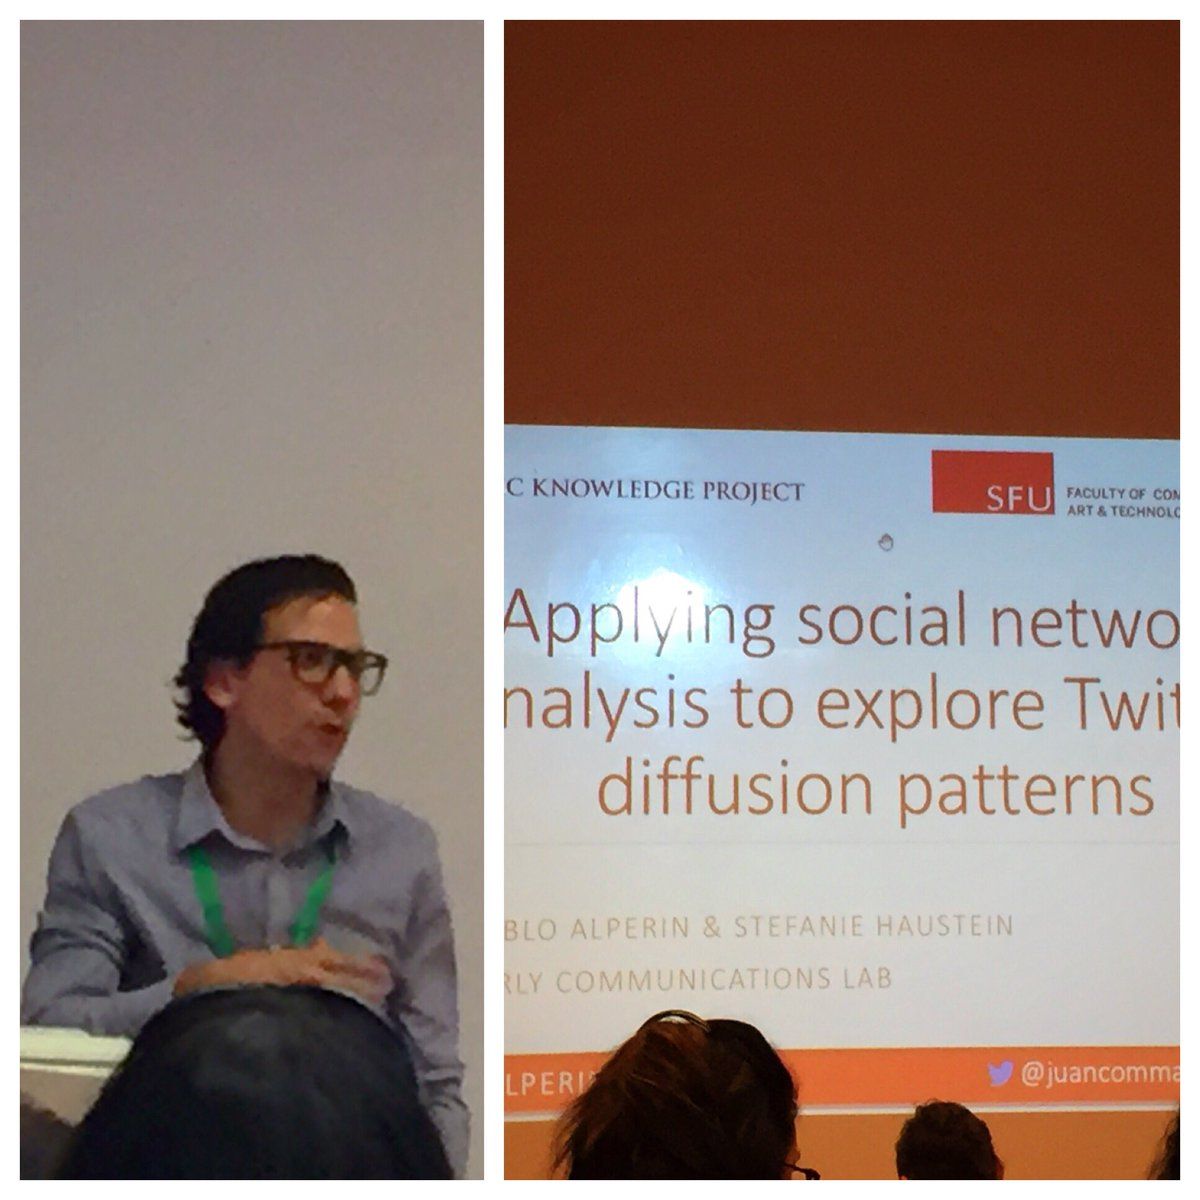 C KNOWLEDGE PROJECT
SFU
FACULTY OF COM
ART & TECHNOLO
Applying social netwo
nalysis to explore Twit
diffusion patterns
BLO ALPERIN & STEFANIE HAUSTEIN
RLY COMMUNICATIONS LAB
LPERI
@juancomma